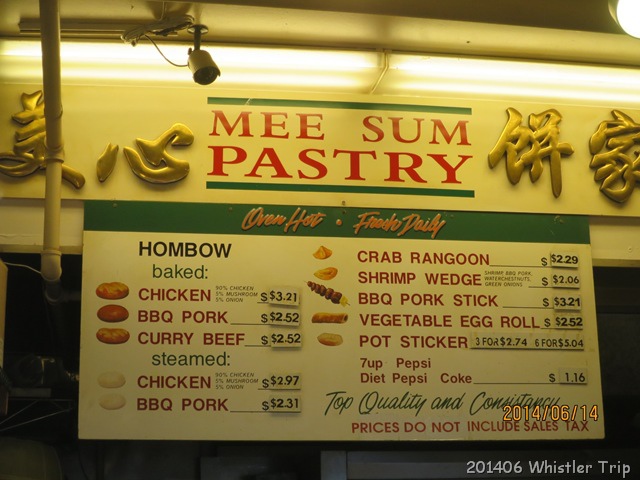 美心 MEE SUM PASTRY 餅家
Oven Hot • Fresh Daily
HOMBOW
baked:
CHICKEN 90% CHICKEN 5% MUSHROOM 5% ONION $ $3.21
BBQ PORK $ $2.52
CURRY BEEF $ $2.52
steamed:
CHICKEN 90% CHICKEN 5% MUSHROOM 5% ONION $ $2.97
BBQ PORK $ $2.31
CRAB RANGOON $ $2.29
SHRIMP WEDGE SHRIMP BBQ PORK, WATERCHESTNUTS, GREEN ONIONS $ $2.06
BBQ PORK STICK $ $3.21
VEGETABLE EGG ROLL $ $2.52
POT STICKER 3 FOR $2.74 6 FOR $5.04
7up Pepsi
Diet Pepsi Coke $ 1.16
Top Quality and Consistancy
PRICES DO NOT INCLUDE SALES TAX
2014/06/14
201406 Whistler Trip